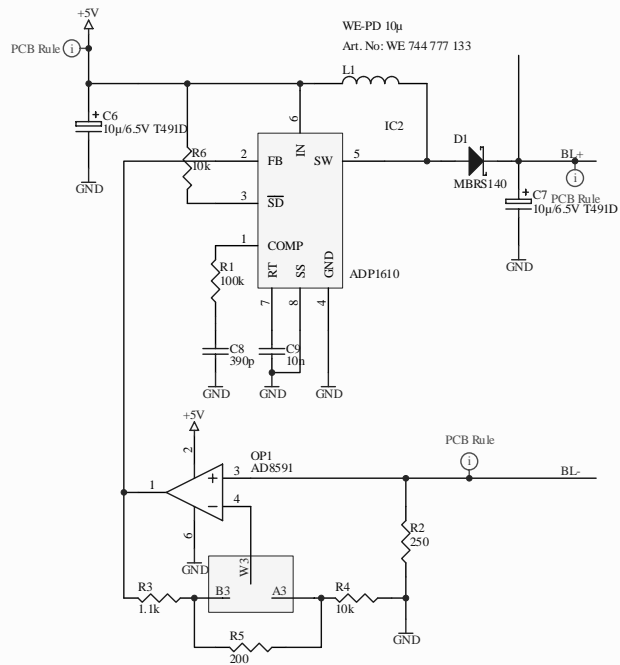 +5V
WE-PD 10μ
Art. No: WE 744 777 133
PCB Rule
i
L1
C6
+
10μ/6.5V T491D
GND
R6
10k
6
IN
IC2
2
FB
SW
5
D1
MBRS140
BL+
i
PCB Rule
3
SD
+
C7
10μ/6.5V T491D
GND
1
COMP
R1
100k
RT
SS
GND
ADP1610
7
8
4
C8
390p
C9
10n
GND
GND
GND
+5V
2
OP1
AD8591
PCB Rule
i
BL-
1
+
3
−
4
6
GND
R2
250
W3
R3
1.1k
B3
A3
R4
10k
R5
200
GND